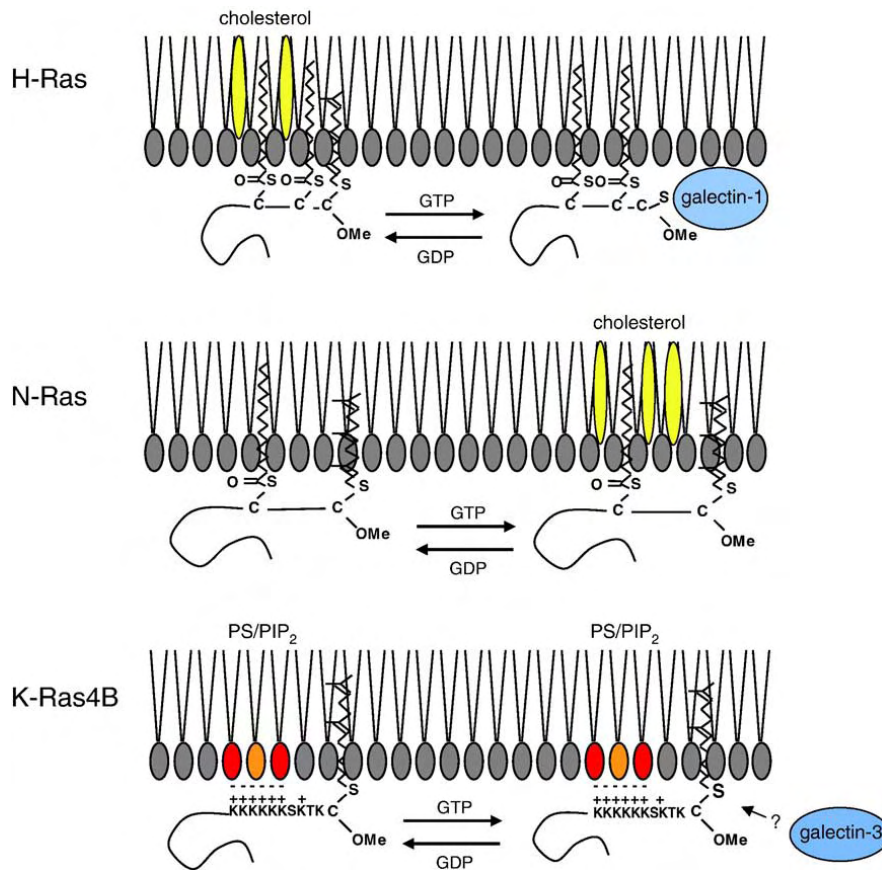 cholesterol
H-Ras
O S O S S
C C C
OMe
GTP
GDP
O S O S S
C C C
OMe
galectin-1
cholesterol
N-Ras
O S S
C C
OMe
GTP
GDP
O S S
C C
OMe
PS/PIP2
PS/PIP2
K-Ras4B
S
++++++ +
KKKKKKSKTK C
OMe
GTP
GDP
S
++++++ +
KKKKKKSKTK C
OMe
?
galectin-3